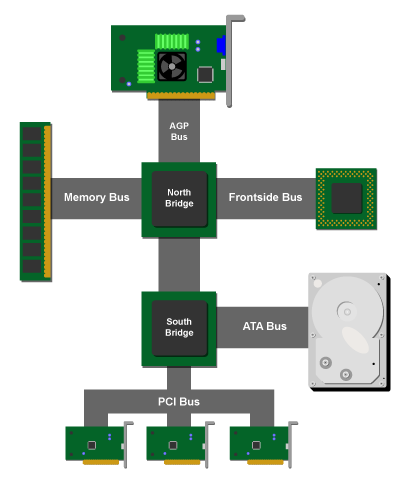 AGP
Bus
Memory Bus
North
Bridge
Frontside Bus
South
Bridge
ATA Bus
PCI Bus